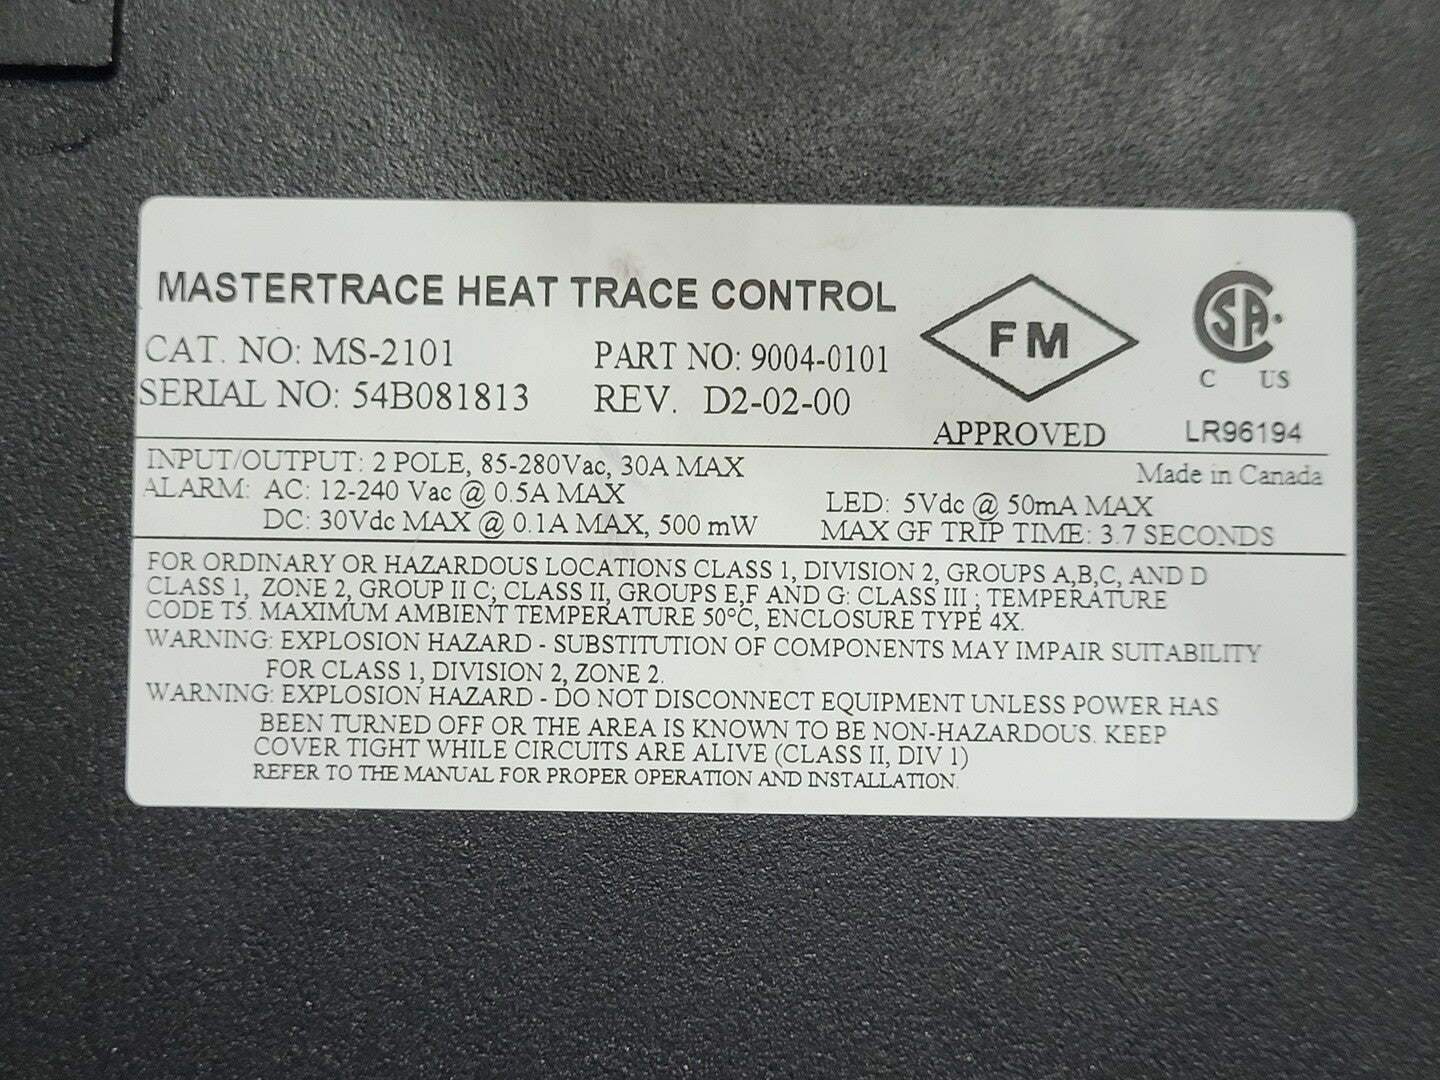 MASTERTRACE HEAT TRACE CONTROL
CAT. NO: MS-2101 PART NO: 9004-0101
SERIAL NO: 54B081813 REV. D2-02-00
FM
APPROVED
CSA
C US
LR96194
Made in Canada
INPUT/OUTPUT: 2 POLE, 85-280Vac, 30A MAX
ALARM: AC: 12-240 Vac @ 0.5A MAX LED: 5Vdc @ 50mA MAX
DC: 30Vdc MAX @ 0.1A MAX, 500 mW MAX GF TRIP TIME: 3.7 SECONDS
FOR ORDINARY OR HAZARDOUS LOCATIONS CLASS 1, DIVISION 2, GROUPS A,B,C, AND D
CLASS 1, ZONE 2, GROUP II C; CLASS II, GROUPS E,F AND G: CLASS III ; TEMPERATURE
CODE T5. MAXIMUM AMBIENT TEMPERATURE 50°C, ENCLOSURE TYPE 4X.
WARNING: EXPLOSION HAZARD - SUBSTITUTION OF COMPONENTS MAY IMPAIR SUITABILITY
FOR CLASS 1, DIVISION 2, ZONE 2.
WARNING: EXPLOSION HAZARD - DO NOT DISCONNECT EQUIPMENT UNLESS POWER HAS
BEEN TURNED OFF OR THE AREA IS KNOWN TO BE NON-HAZARDOUS. KEEP
COVER TIGHT WHILE CIRCUITS ARE ALIVE (CLASS II, DIV 1)
REFER TO THE MANUAL FOR PROPER OPERATION AND INSTALLATION.